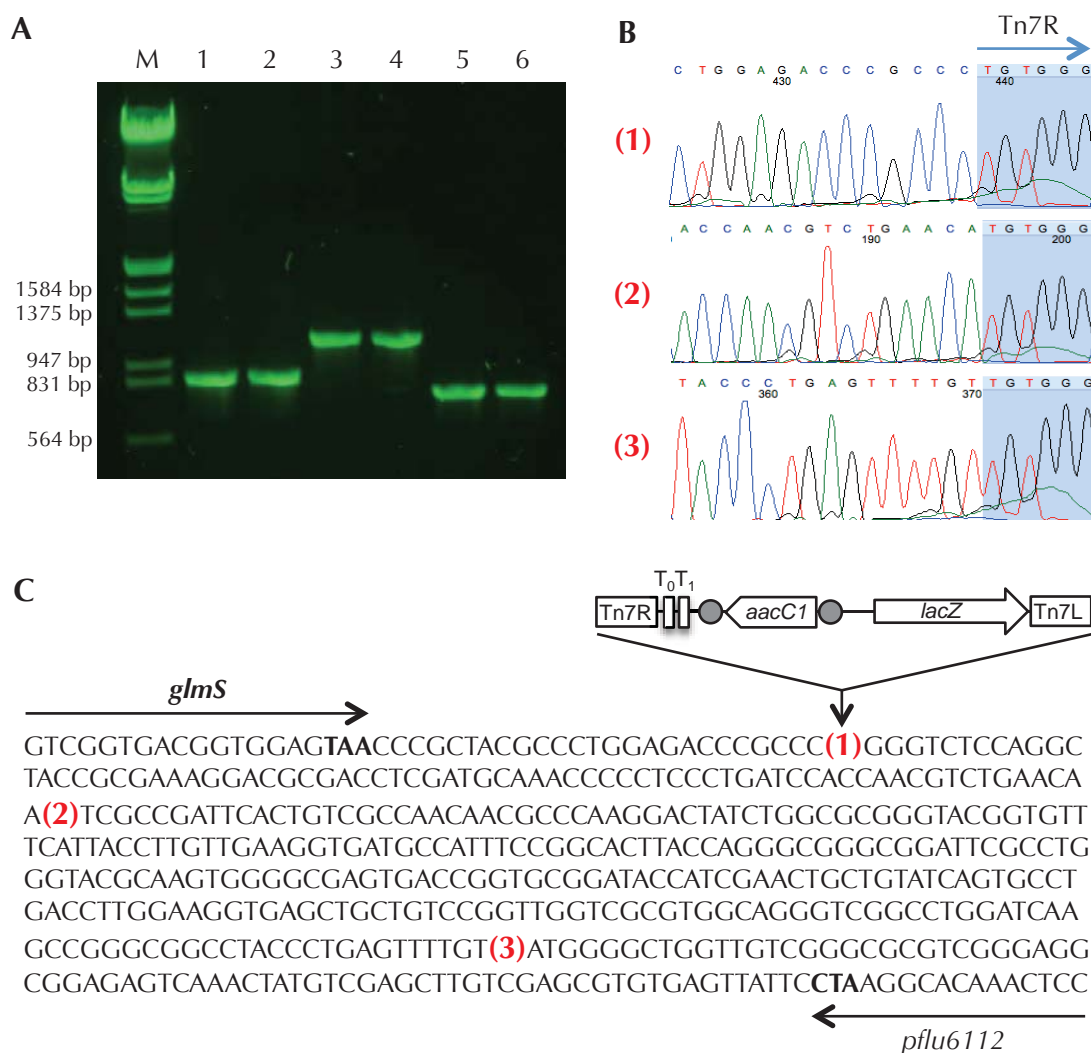 A
M 1 2 3 4 5 6
1584 bp
1375 bp
947 bp
831 bp
564 bp
B
Tn7R
C T G G A G A C C C G C C C T G T G G G
430 440
(1)
A C C A A C G T C T G A A C A T G T G G G
190 200
(2)
T A C C C T G A G T T T T G T T G T G G G
360 370
(3)
C
T0 T1
Tn7R aacC1 lacZ Tn7L
glmS
GTCGGTGACGGTGGAGTAACCCGCTACGCCCTGGAGACCCGCCC(1)GGGTCTCCAGGC
TACCGCGAAAGGACGCGACCTCGATGCAAACCCCCTCCCTGATCCACCAACGTCTGAACA
A(2)TCGCCGATTCACTGTCGCCAACAACGCCCAAGGACTATCTGGCGCGGGTACGGTGTT
TCATTACCTTGTTGAAGGTGATGCCATTTCCGGCACTTACCAGGGCGGGCGGATTCGCCTG
GGTACGCAAGTGGGGCGAGTGACCGGTGCGGATACCATCGAACTGCTGTATCAGTGCCT
GACCTTGGAAGGTGAGCTGCTGTCCGGTTGGTCGCGTGGCAGGGTCGGCCTGGATCAA
GCCGGGCGGCCTACCCTGAGTTTTGT(3)ATGGGGCTGGTTGTCGGGCGCGTCGGGAGG
CGGAGAGTCAAACTATGTCGAGCTTGTCGAGCGTGTGAGTTATTCCTAAGGCACAAACTCC
pflu6112